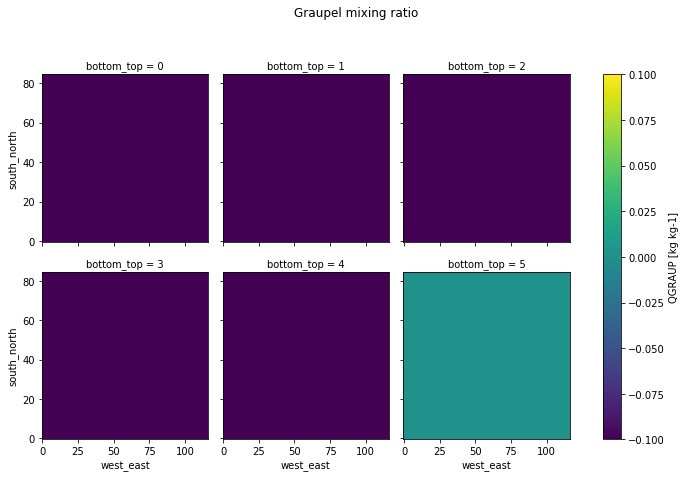 Graupel mixing ratio
bottom_top = 0
bottom_top = 1
bottom_top = 2
80
60
40
20
0
south_north
bottom_top = 3
bottom_top = 4
bottom_top = 5
80
60
40
20
0
south_north
0 25 50 75 100
0 25 50 75 100
0 25 50 75 100
west_east
west_east
west_east
0.100
0.075
0.050
0.025
0.000
−0.025
−0.050
−0.075
−0.100
QGRAUP [kg kg-1]